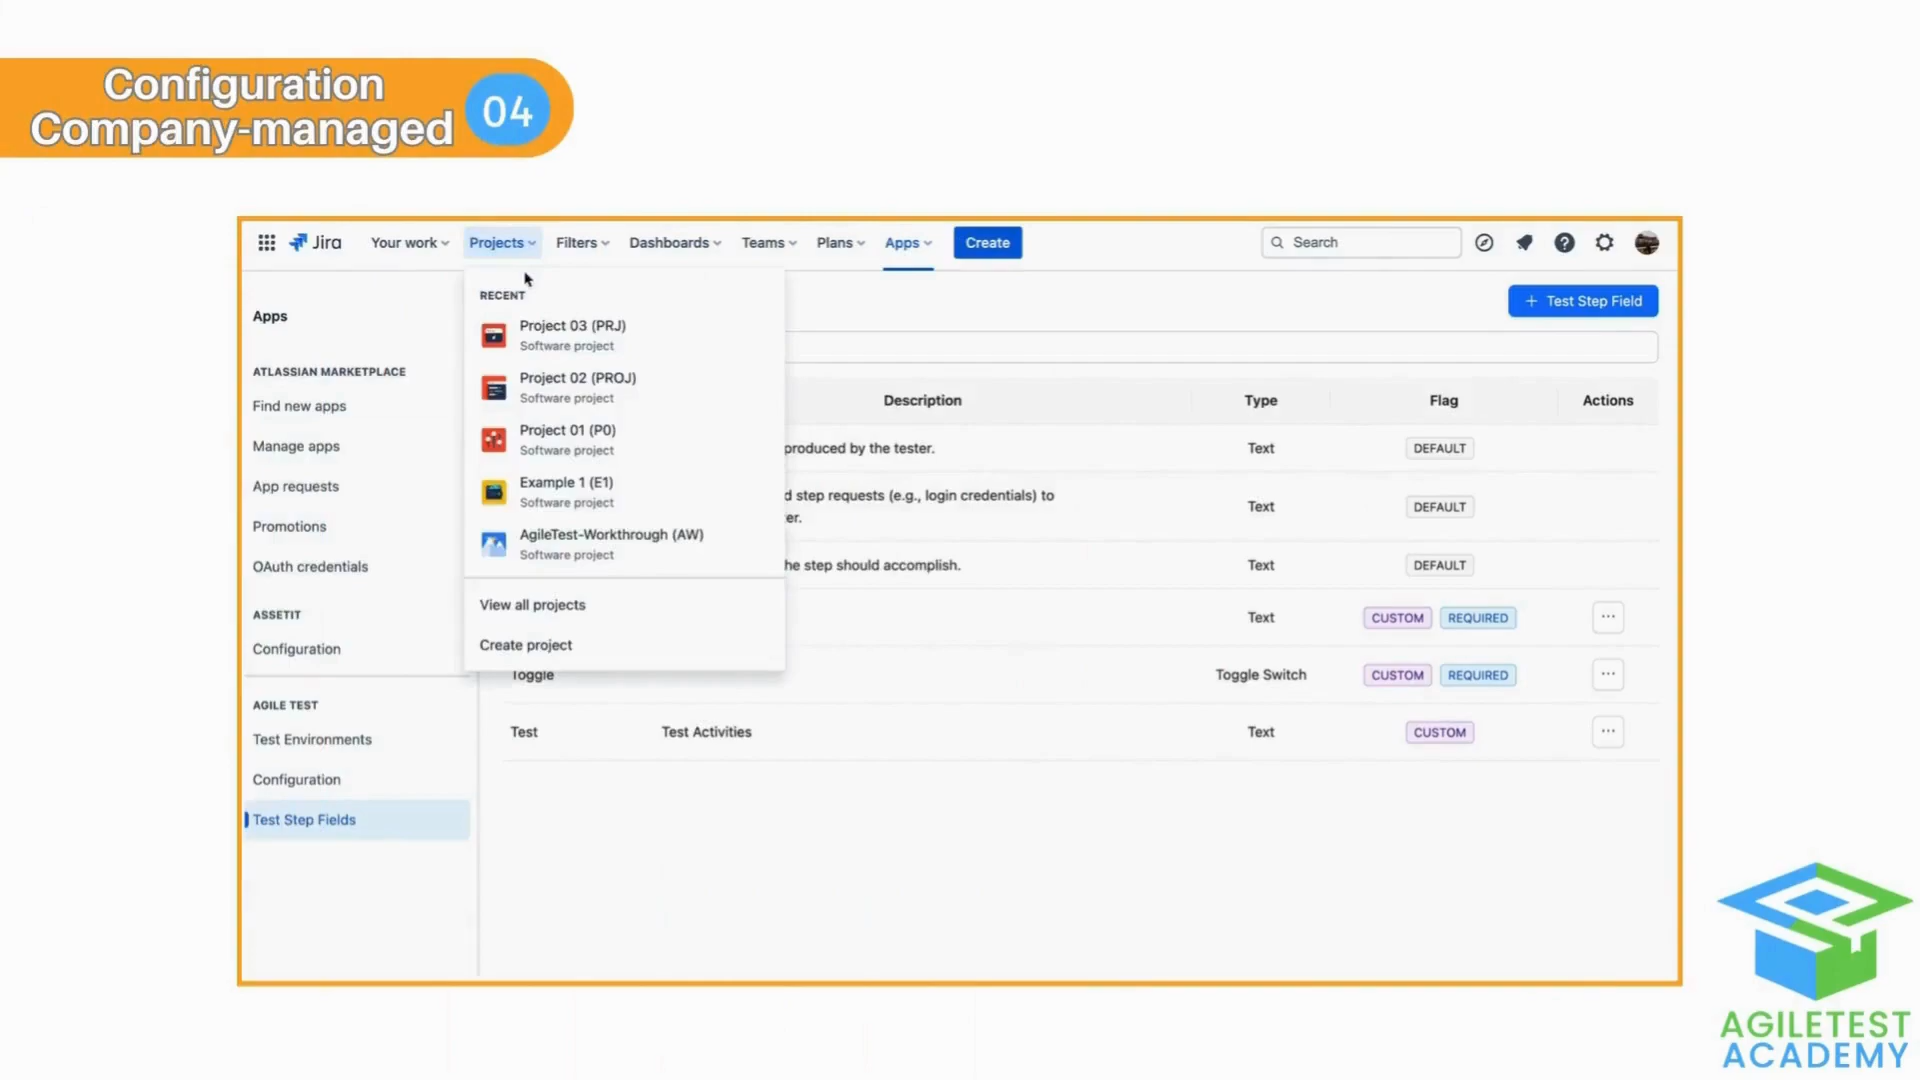 Configuration
Company-managed
04
Jira
Your work
Projects
Filters
Dashboards
Teams
Plans
Apps
Create
Search
Apps
ATLASSIAN MARKETPLACE
Find new apps
Manage apps
App requests
Promotions
OAuth credentials
ASSETIT
Configuration
AGILE TEST
Test Environments
Configuration
Test Step Fields
RECENT
Project 03 (PRJ)
Software project
Project 02 (PROJ)
Software project
Project 01 (P0)
Software project
Example 1 (E1)
Software project
AgileTest-Workthrough (AW)
Software project
View all projects
Create project
+ Test Step Field
Description Type Flag Actions
produced by the tester. Text DEFAULT
d step requests (e.g., login credentials) to
er. Text DEFAULT
he step should accomplish. Text DEFAULT
Text CUSTOM REQUIRED
Toggle Toggle Switch CUSTOM REQUIRED
Test Test Activities Text CUSTOM
AGILETEST
ACADEMY